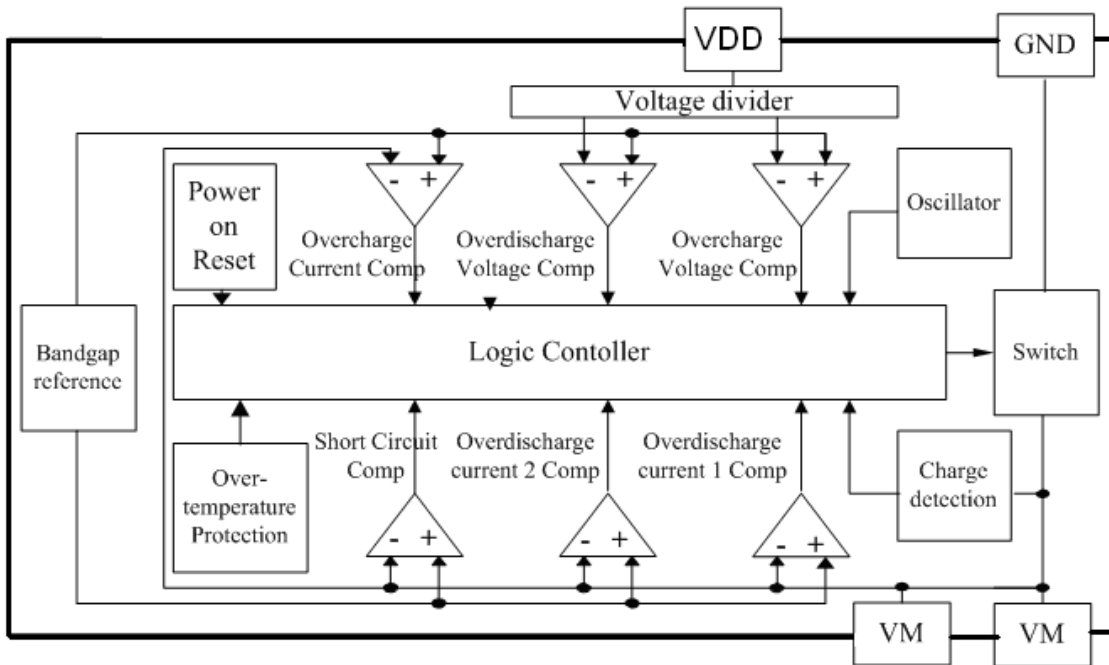 VDD
GND
Voltage divider
- +
- +
- +
Power
on
Reset
Oscillator
Overcharge
Current Comp
Overdischarge
Voltage Comp
Overcharge
Voltage Comp
Bandgap
reference
Logic Contoller
Switch
Short Circuit
Comp
Overdischarge
current 2 Comp
Overdischarge
current 1 Comp
Over-
temperature
Protection
Charge
detection
- +
- +
- +
VM
VM